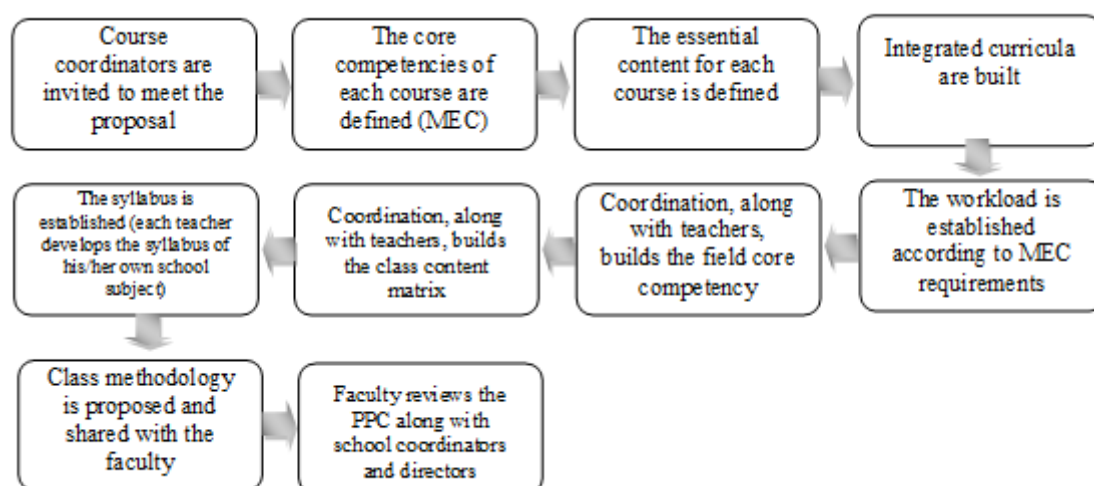 Course
coordinators are
invited to meet the
proposal
The core
competencies of
each course are
defined (MEC)
The essential
content for each
course is defined
Integrated curricula
are built
The workload is
established
according to MEC
requirements
Coordination, along
with teachers,
builds the field core
competency
Coordination, along
with teachers, builds
the class content
matrix
The syllabus is
established (each teacher
develops the syllabus of
his/her own school
subject)
Class methodology
is proposed and
shared with the
faculty
Faculty reviews the
PPC along with
school coordinators
and directors